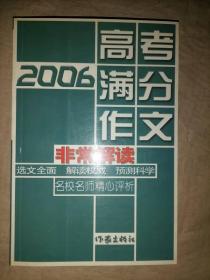 高考
2006
满分
作文
非常解读
选文全面 解读权威 预测科学
名校名师精心评析
作家出版社